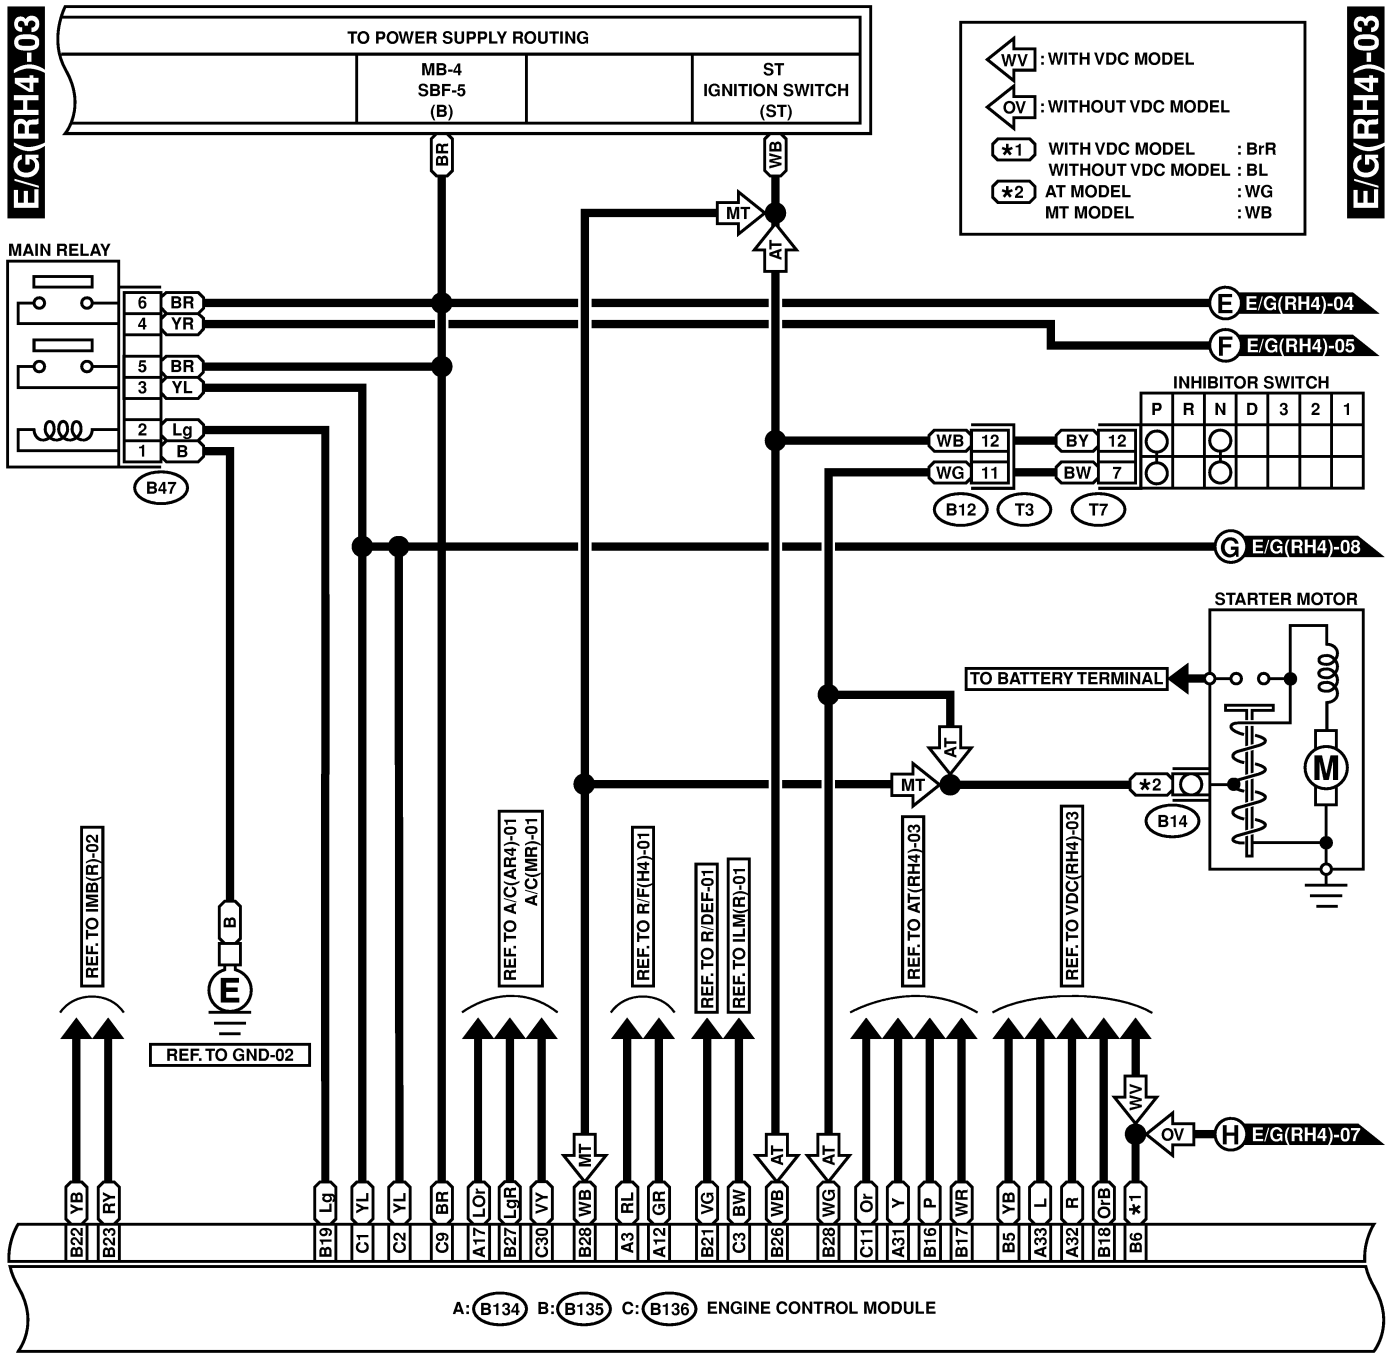 E/G(RH4)-03
E/G(RH4)-03
TO POWER SUPPLY ROUTING
MB-4
SBF-5
(B)
ST
IGNITION SWITCH
(ST)
WV : WITH VDC MODEL
OV : WITHOUT VDC MODEL
*1 WITH VDC MODEL : BrR
WITHOUT VDC MODEL : BL
*2 AT MODEL : WG
MT MODEL : WB
BR
WB
MT
AT
MAIN RELAY
6 BR
4 YR
5 BR
3 YL
2 Lg
1 B
B47
E E/G(RH4)-04
F E/G(RH4)-05
INHIBITOR SWITCH
P R N D 3 2 1
WB 12 BY 12
WG 11 BW 7
B12 T3 T7
G E/G(RH4)-08
STARTER MOTOR
TO BATTERY TERMINAL
AT
MT
*2
M
B14
REF. TO IMB(R)-02
B
E
REF. TO GND-02
REF. TO A/C(AR4)-01
A/C(MR)-01
REF. TO R/F(H4)-01
REF. TO R/DEF-01
REF. TO ILM(R)-01
REF. TO AT(RH4)-03
REF. TO VDC(RH4)-03
WV
OV
H E/G(RH4)-07
MT
AT
AT
YB RY Lg YL YL BR LOr LgR VY WB RL GR VG BW WB WG Or Y P WR YB L R OrB *1
B22 B23 B19 C1 C2 C9 A17 B27 C30 B28 A3 A12 B21 C3 B26 B28 C11 A31 B16 B17 B5 A33 A32 B18 B6
A: B134 B: B135 C: B136 ENGINE CONTROL MODULE